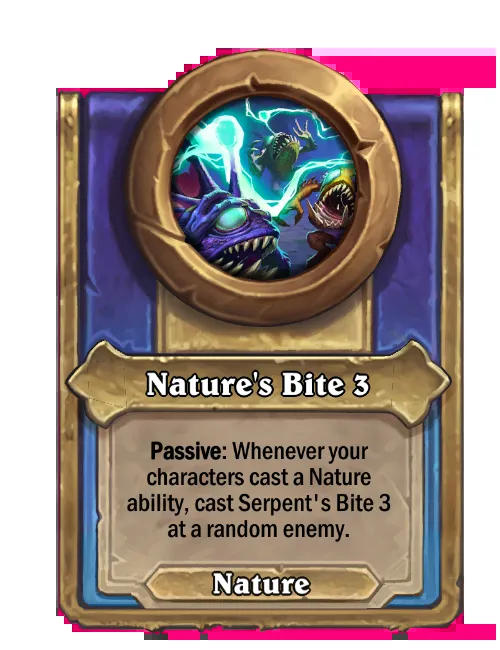 Nature's Bite 3
Passive: Whenever your
characters cast a Nature
ability, cast Serpent's Bite 3
at a random enemy.
Nature